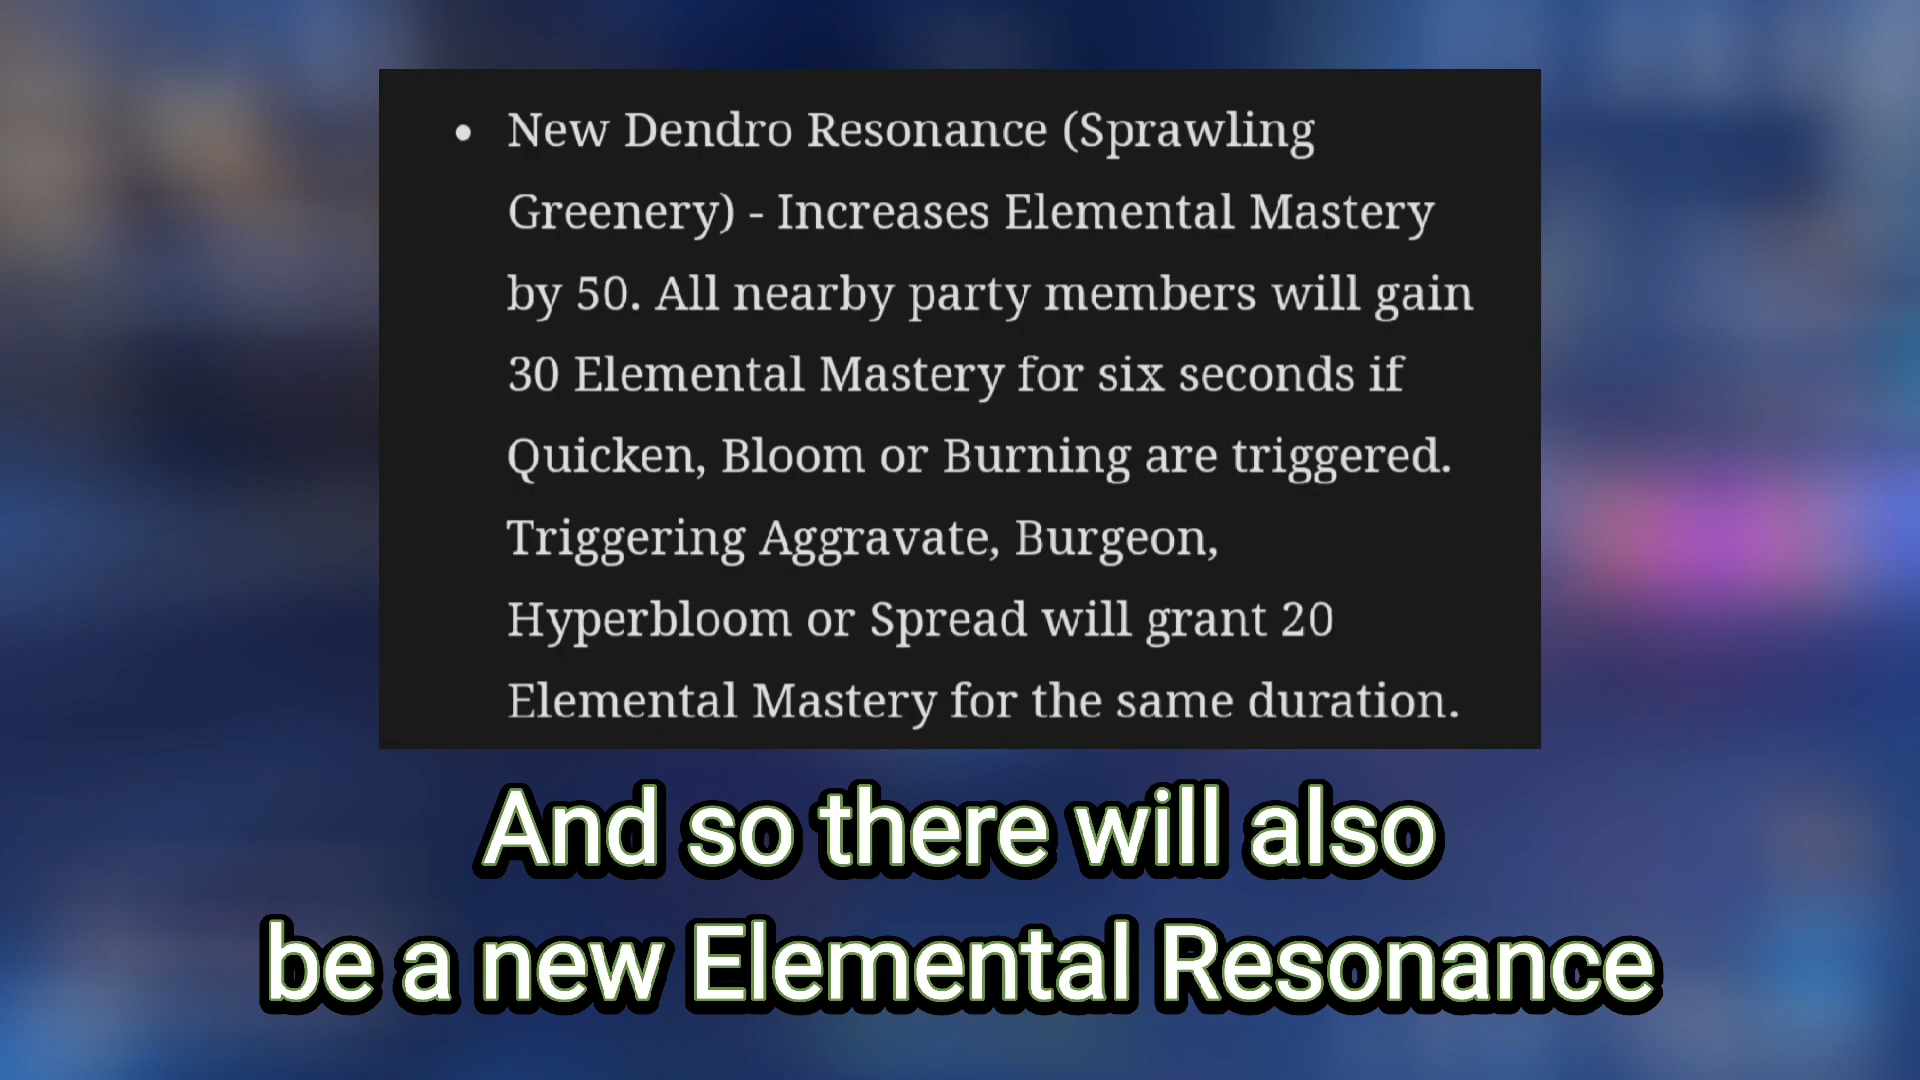 • New Dendro Resonance (Sprawling
Greenery) - Increases Elemental Mastery
by 50. All nearby party members will gain
30 Elemental Mastery for six seconds if
Quicken, Bloom or Burning are triggered.
Triggering Aggravate, Burgeon,
Hyperbloom or Spread will grant 20
Elemental Mastery for the same duration.
And so there will also
be a new Elemental Resonance